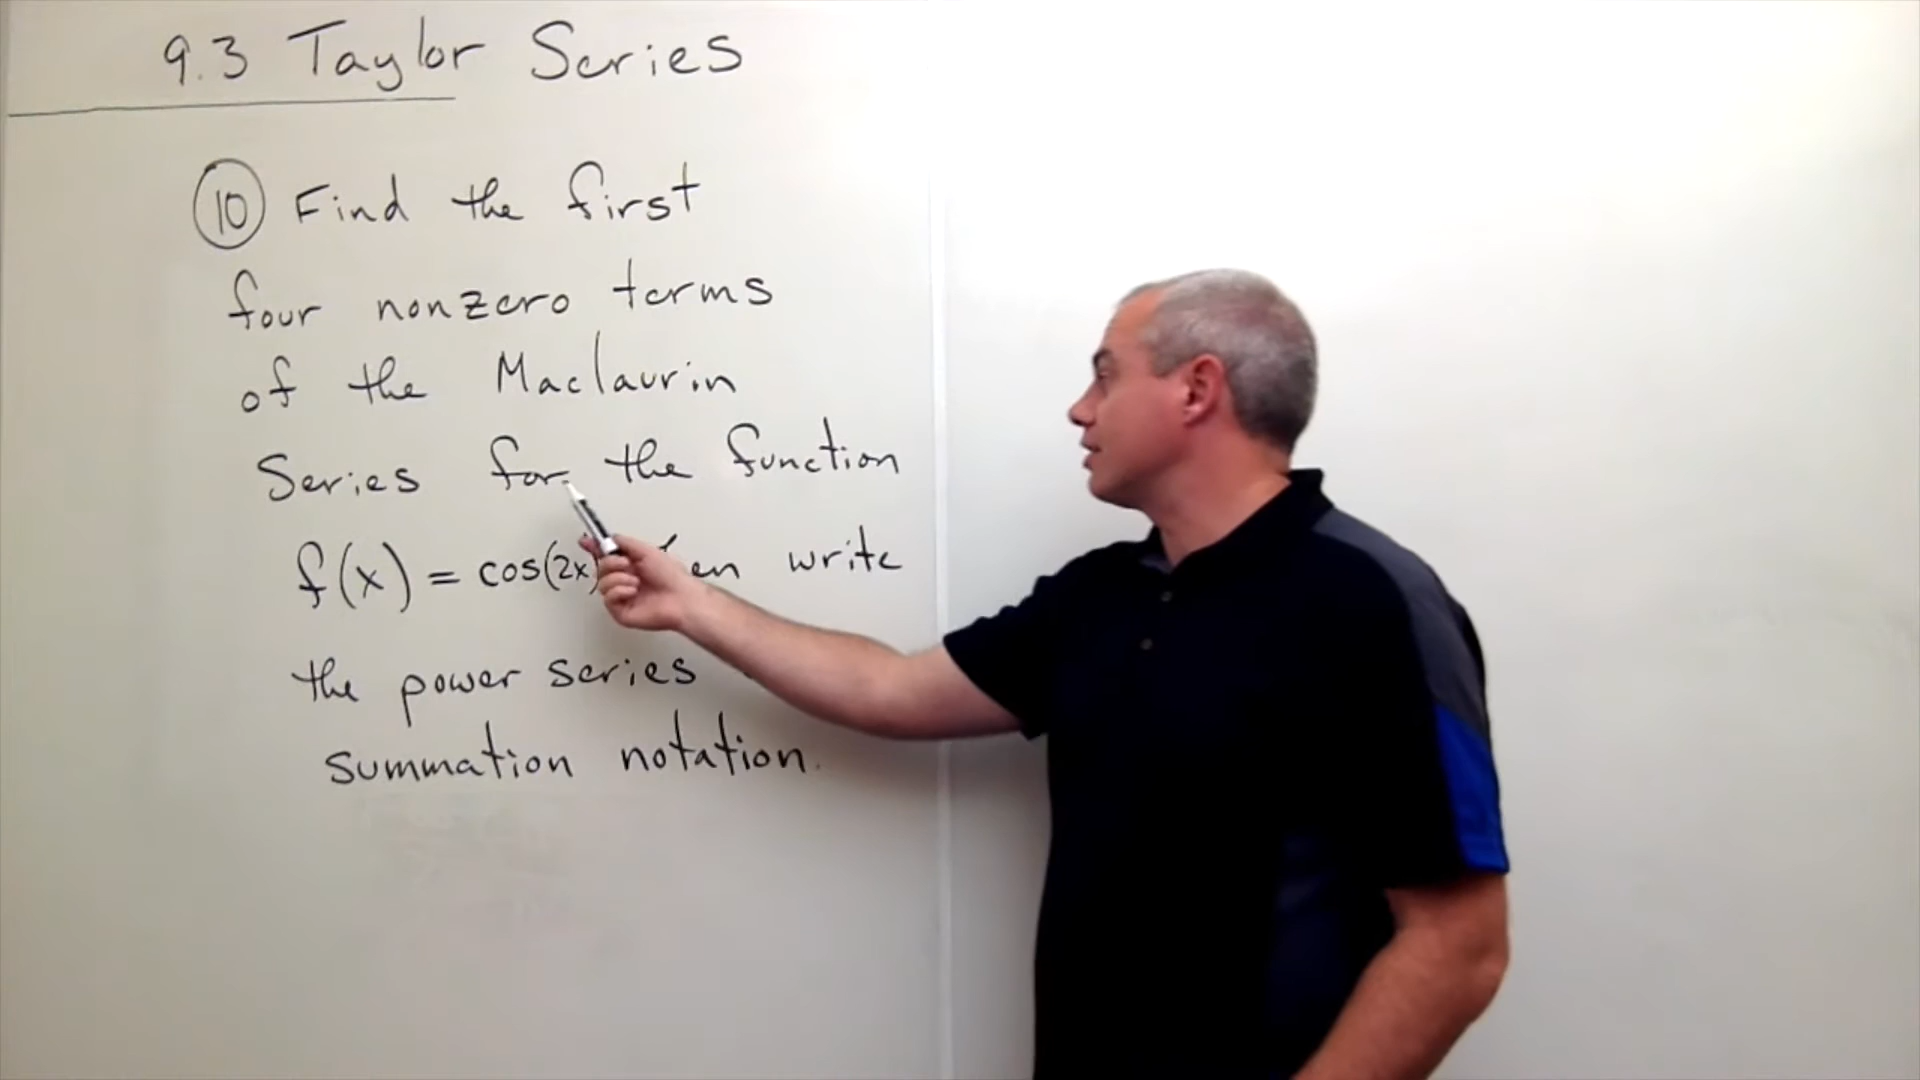 9.3 Taylor Series
10 Find the first
four nonzero terms
of the Maclaurin
Series for the function
f(x) = cos(2x) write
the power series
summation notation.